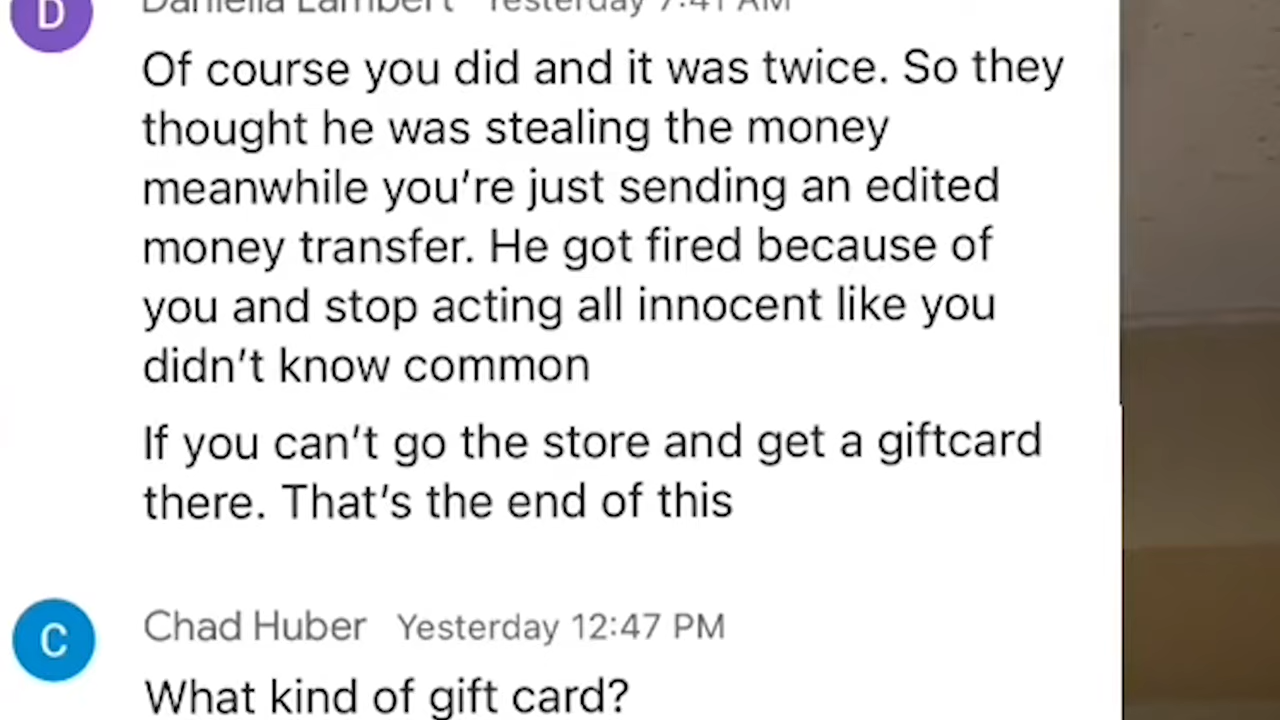 D
Daniella Lambert Yesterday 7:41 AM
Of course you did and it was twice. So they
thought he was stealing the money
meanwhile you're just sending an edited
money transfer. He got fired because of
you and stop acting all innocent like you
didn't know common
If you can't go the store and get a giftcard
there. That's the end of this
C
Chad Huber Yesterday 12:47 PM
What kind of gift card?